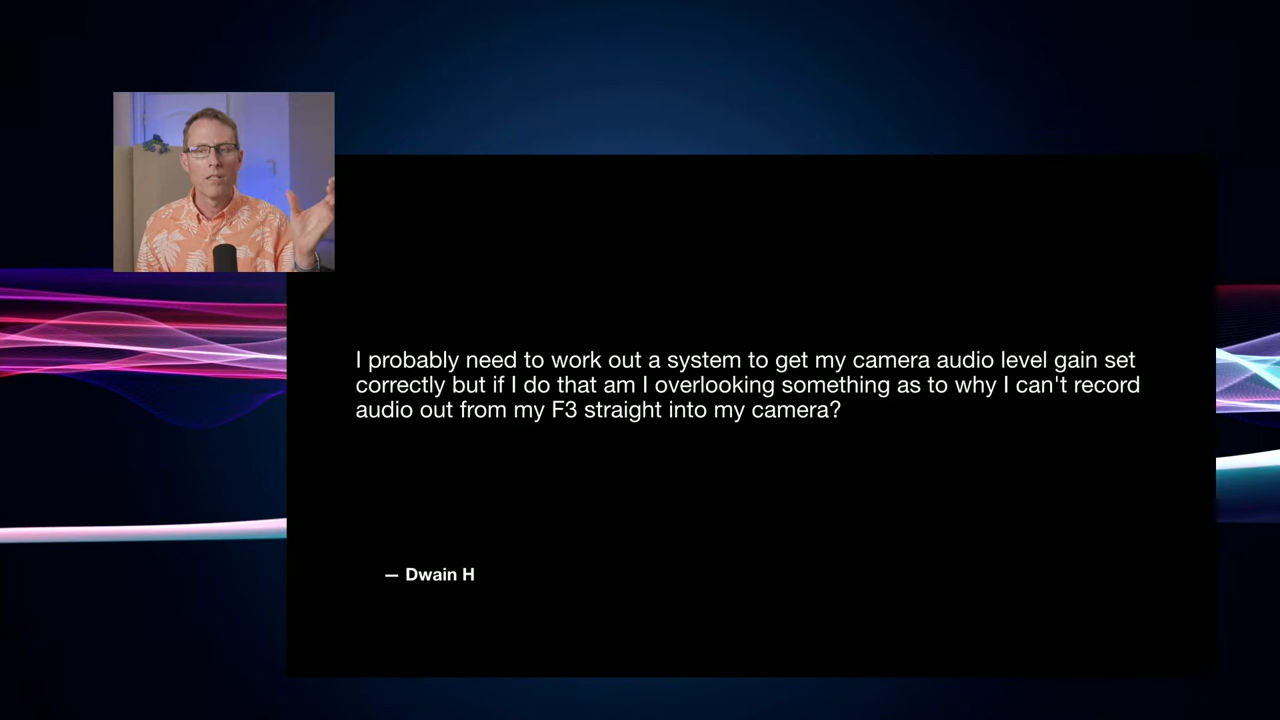 I probably need to work out a system to get my camera audio level gain set
correctly but if I do that am I overlooking something as to why I can't record
audio out from my F3 straight into my camera?
— Dwain H